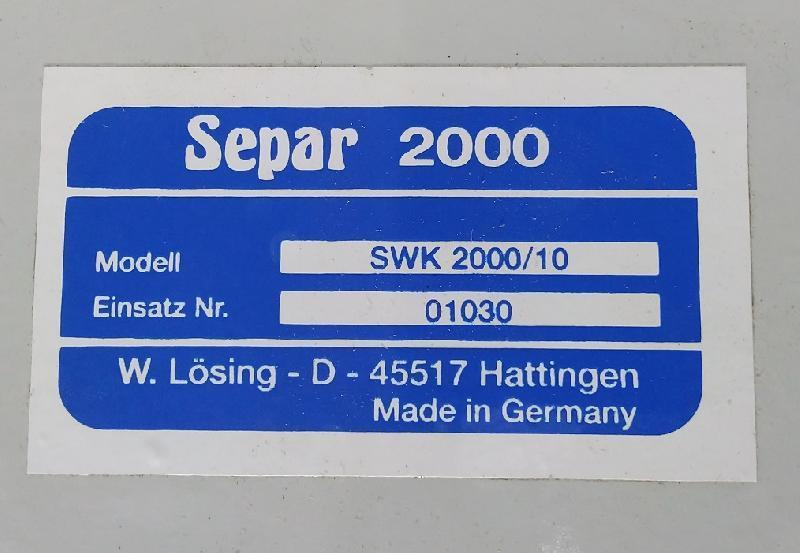 Separ 2000
Modell SWK 2000/10
Einsatz Nr. 01030
W. Lösing - D - 45517 Hattingen
Made in Germany